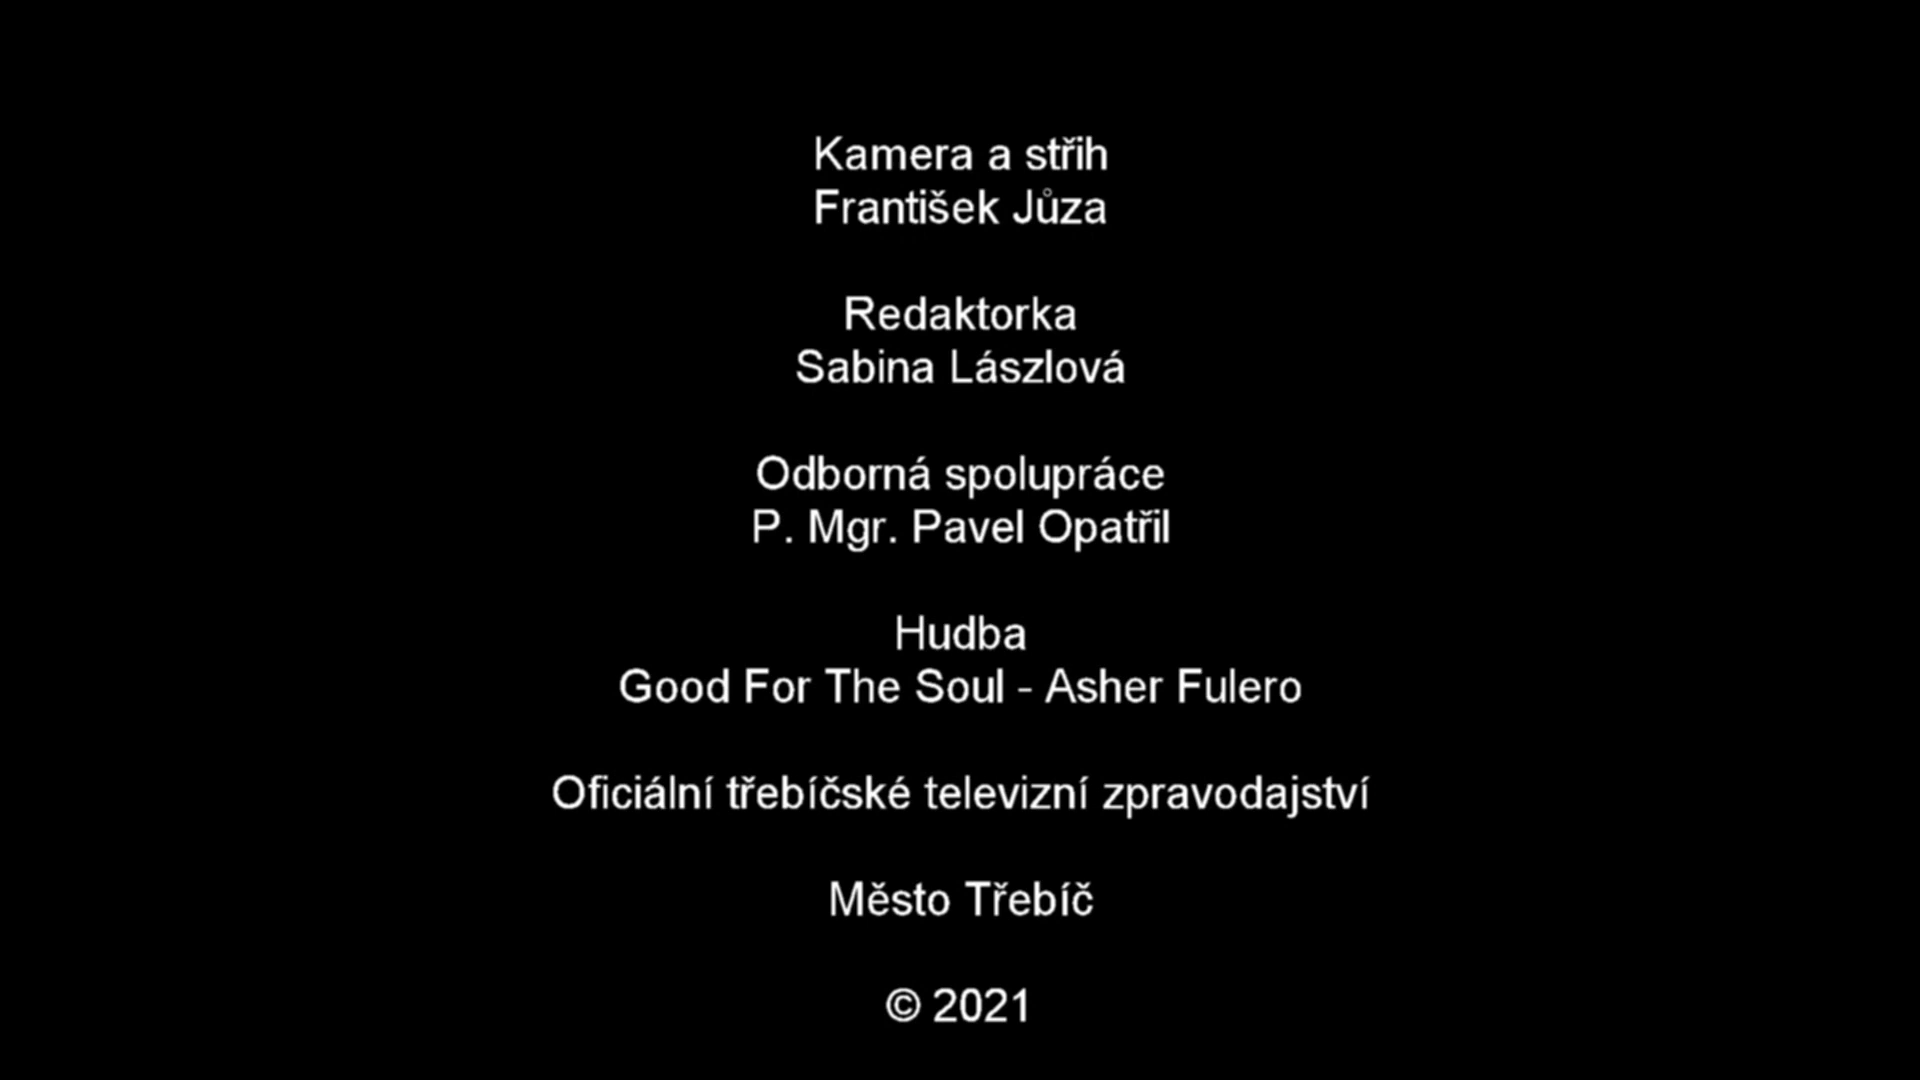 Kamera a střih
František Jůza
Redaktorka
Sabina Lászlová
Odborná spolupráce
P. Mgr. Pavel Opatřil
Hudba
Good For The Soul - Asher Fulero
Oficiální třebíčské televizní zpravodajství
Město Třebíč
© 2021